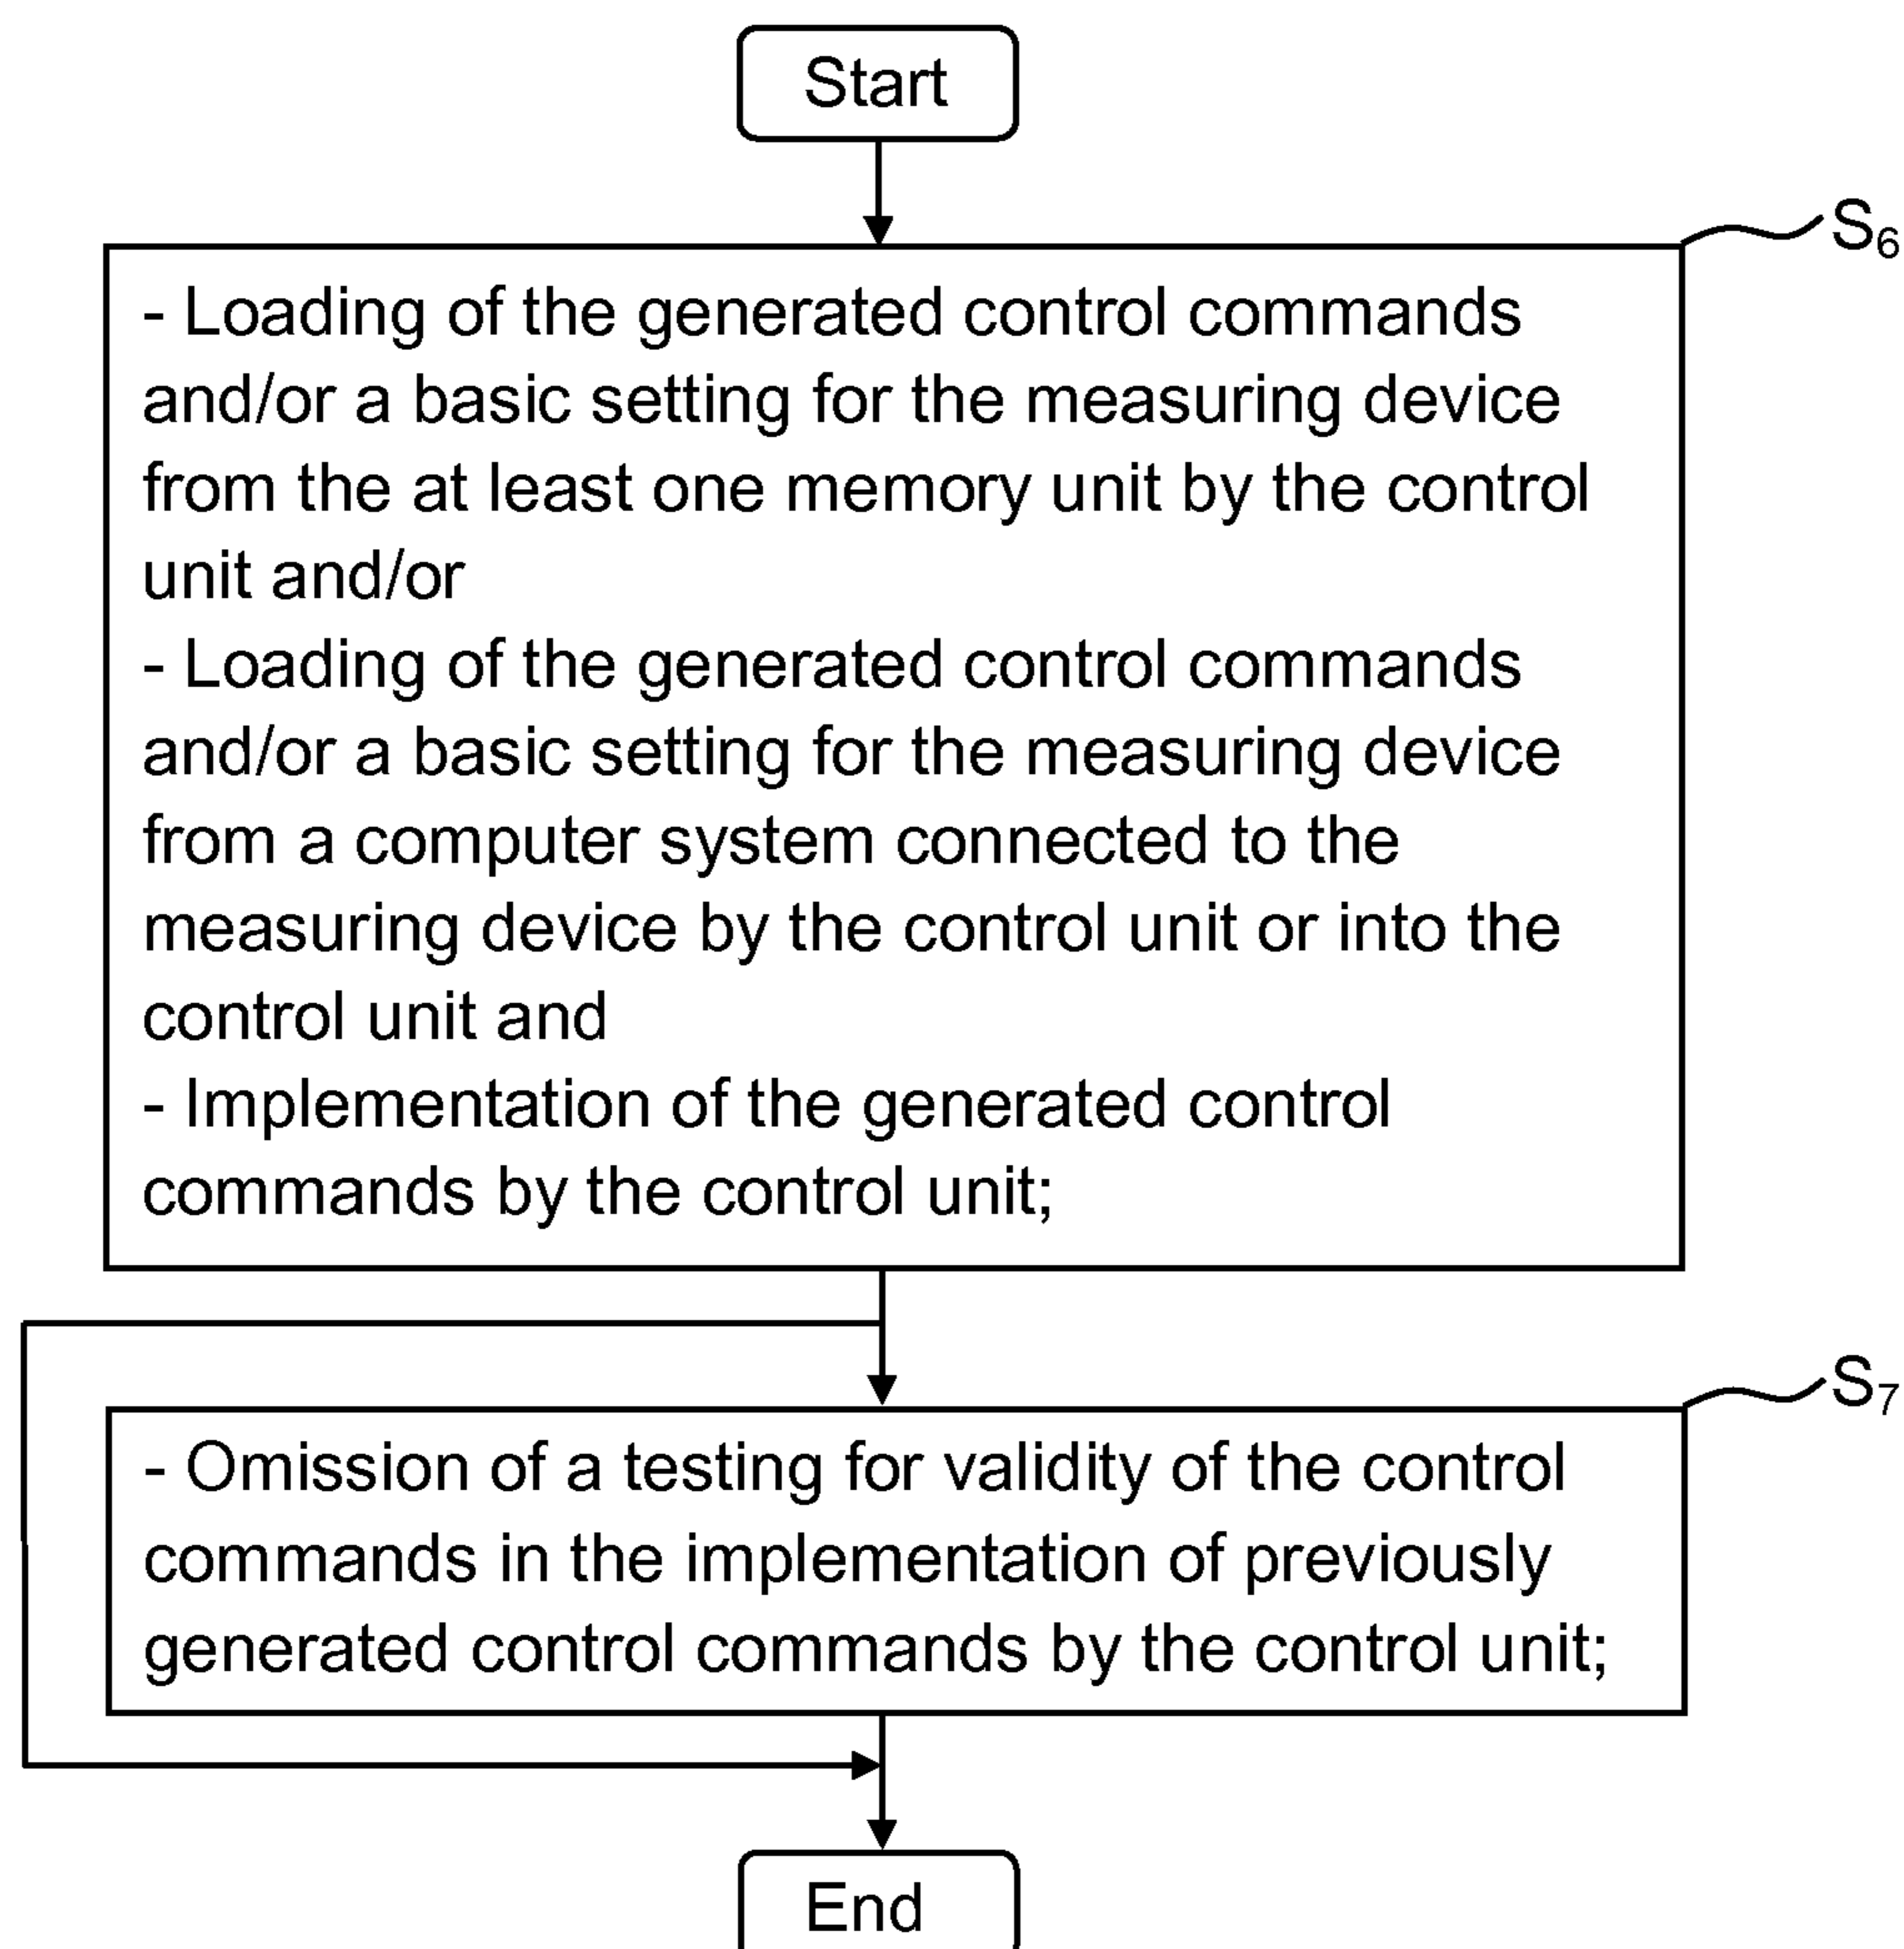 Start
S6
- Loading of the generated control commands
and/or a basic setting for the measuring device
from the at least one memory unit by the control
unit and/or
- Loading of the generated control commands
and/or a basic setting for the measuring device
from a computer system connected to the
measuring device by the control unit or into the
control unit and
- Implementation of the generated control
commands by the control unit;
S7
- Omission of a testing for validity of the control
commands in the implementation of previously
generated control commands by the control unit;
End